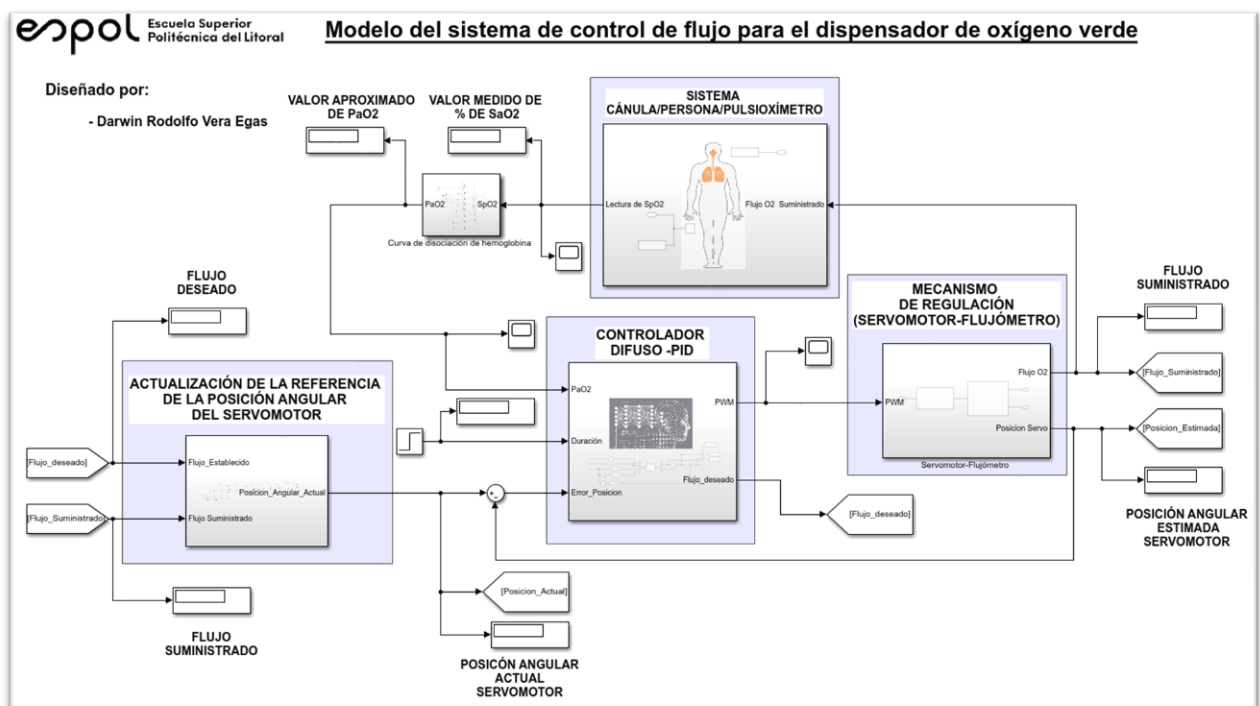 espol
Escuela Superior
Politécnica del Litoral
Modelo del sistema de control de flujo para el dispensador de oxígeno verde
Diseñado por:
- Darwin Rodolfo Vera Egas
VALOR APROXIMADO
DE PaO2
VALOR MEDIDO DE
% DE SaO2
SISTEMA
CÁNULA/PERSONA/PULSIOXÍMETRO
PaO2
SpO2
Lectura de SpO2
Flujo O2 Suministrado
Curva de disociación de hemoglobina
FLUJO
DESEADO
FLUJO
SUMINISTRADO
MECANISMO
DE REGULACIÓN
(SERVOMOTOR-FLUJÓMETRO)
CONTROLADOR
DIFUSO -PID
ACTUALIZACIÓN DE LA REFERENCIA
DE LA POSICIÓN ANGULAR
DEL SERVOMOTOR
PaO2
PWM
Duración
Flujo_deseado
Error_Posicion
PWM
Flujo O2
Posicion Servo
Servomotor-Flujómetro
[Flujo_Suministrado]
[Posicion_Estimada]
[Flujo_deseado]
Flujo_Establecido
Posición_Angular_Actual
[Flujo_Suministrado]
Flujo Suministrado
+
-
[Flujo_deseado]
POSICIÓN ANGULAR
ESTIMADA
SERVOMOTOR
[Posicion_Actual]
FLUJO
SUMINISTRADO
POSICÓN ANGULAR
ACTUAL
SERVOMOTOR